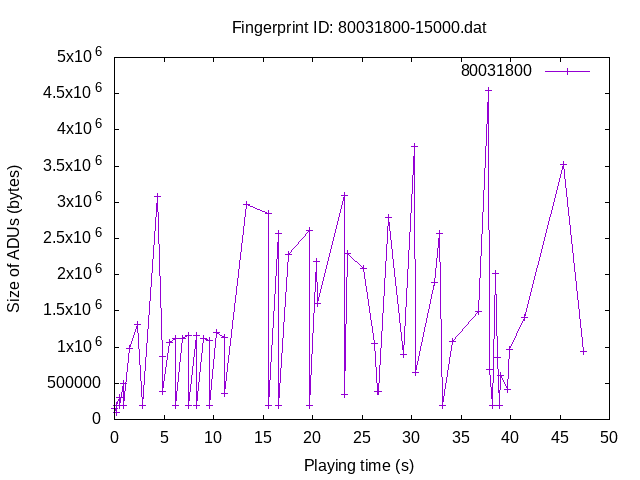 Fingerprint ID: 80031800-15000.dat
80031800
Size of ADUs (bytes)
5x10^6
4.5x10^6
4x10^6
3.5x10^6
3x10^6
2.5x10^6
2x10^6
1.5x10^6
1x10^6
500000
0
0 5 10 15 20 25 30 35 40 45 50
Playing time (s)